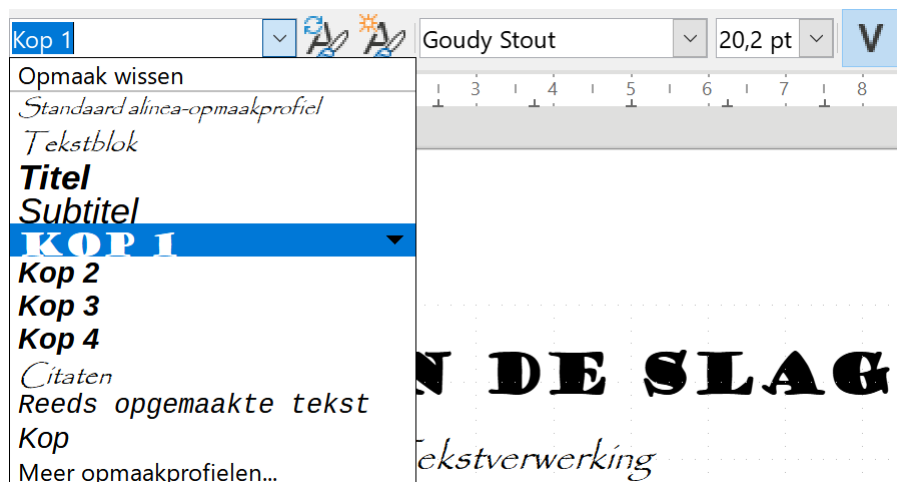 Kop 1 Goudy Stout 20,2 pt V
Opmaak wissen
3 4 5 6 7 8
Standaard alinea-opmaakprofiel
Tekstblok
Titel
Subtitel
KOP 1
Kop 2
Kop 3
Kop 4
N DE SLAG
Citaten
Reeds opgemaakte tekst
Kop
ekstverwerking
Meer opmaakprofielen...